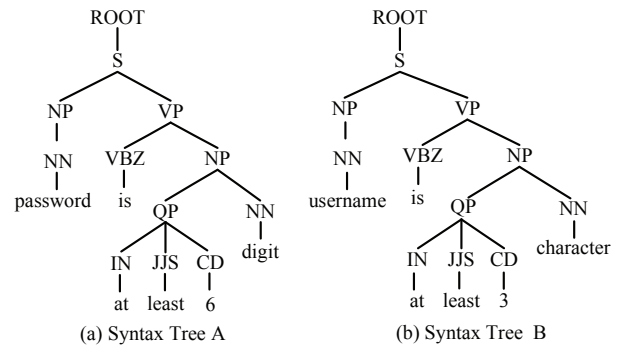 ROOT ROOT
S S
NP VP NP VP
NN VBZ NP NN VBZ NP
password is QP NN username is QP NN
IN JJS CD digit IN JJS CD character
at least 6 at least 3
(a) Syntax Tree A (b) Syntax Tree B